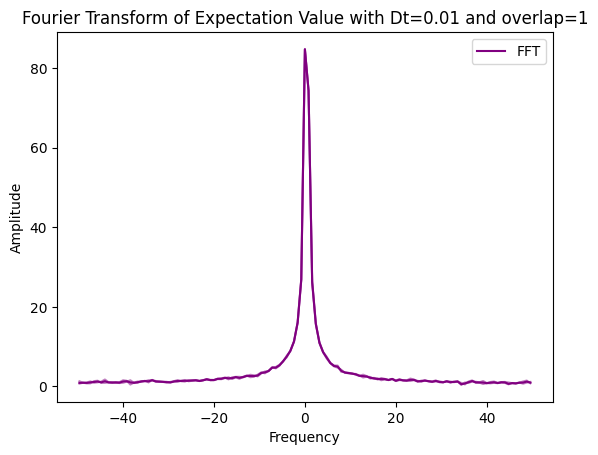 Fourier Transform of Expectation Value with Dt=0.01 and overlap=1
FFT
80
60
40
20
0
Amplitude
−40
−20
0
20
40
Frequency